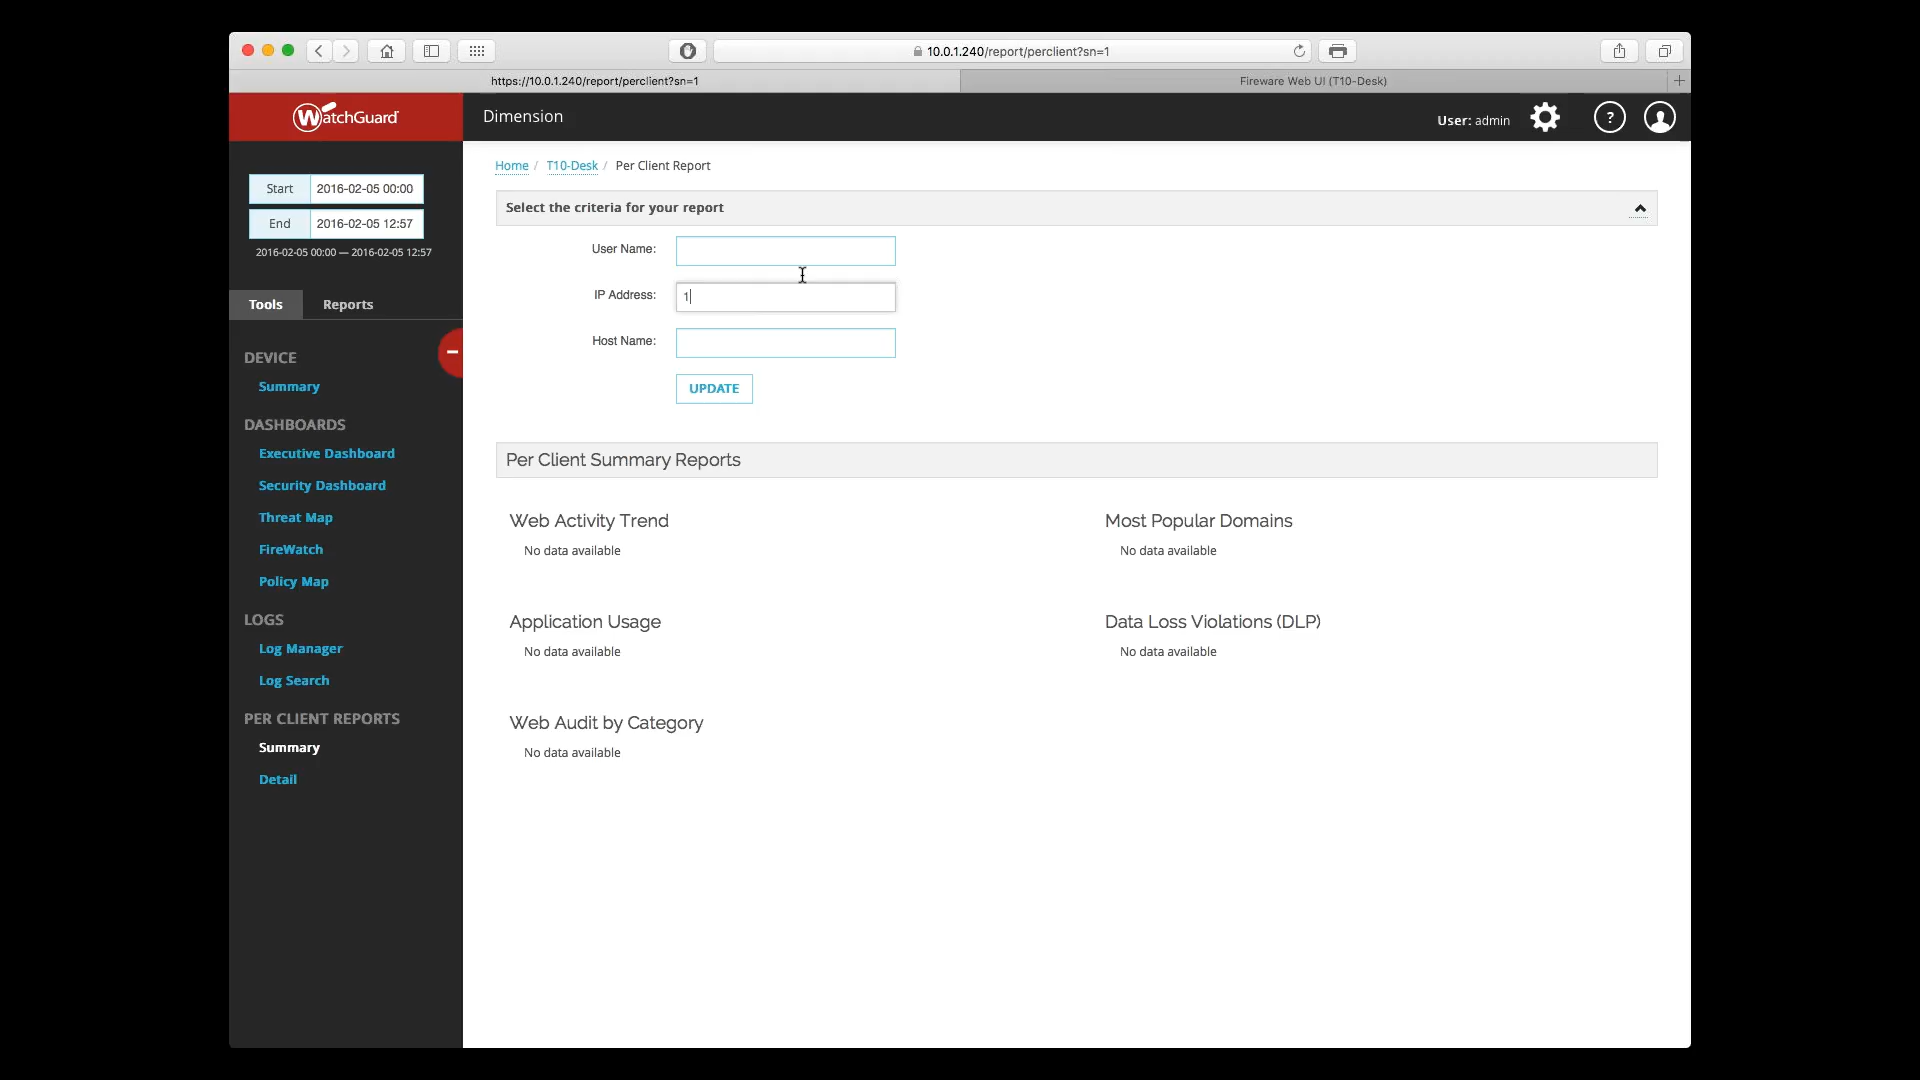 10.0.1.240/report/perclient?sn=1
https://10.0.1.240/report/perclient?sn=1
Fireware Web UI (T10-Desk)
WatchGuard
Dimension
User: admin
?
Start 2016-02-05 00:00
End 2016-02-05 12:57
2016-02-05 00:00 — 2016-02-05 12:57
Tools Reports
DEVICE
Summary
DASHBOARDS
Executive Dashboard
Security Dashboard
Threat Map
FireWatch
Policy Map
LOGS
Log Manager
Log Search
PER CLIENT REPORTS
Summary
Detail
Home / T10-Desk / Per Client Report
Select the criteria for your report
User Name:
IP Address: 1
Host Name:
UPDATE
Per Client Summary Reports
Web Activity Trend
No data available
Most Popular Domains
No data available
Application Usage
No data available
Data Loss Violations (DLP)
No data available
Web Audit by Category
No data available